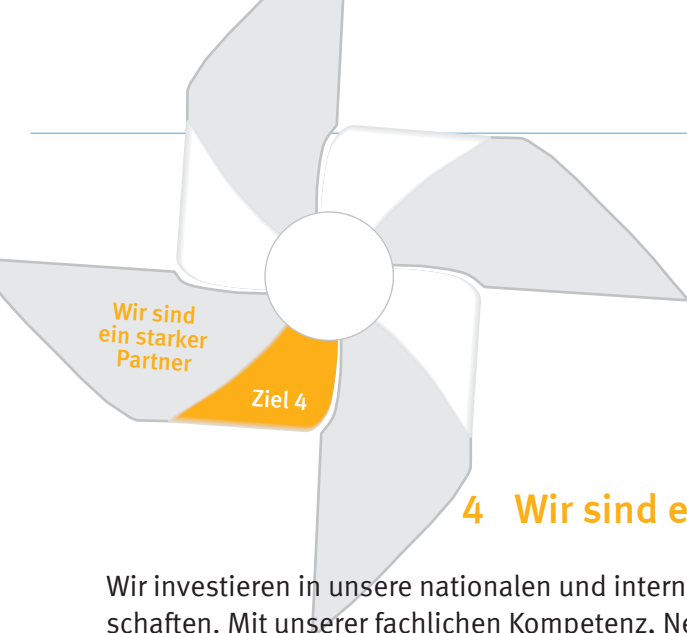 Wir sind
ein starker
Partner
Ziel 4
4 Wir sind e
Wir investieren in unsere nationalen und intern
schaften. Mit unserer fachlichen Kompetenz, Ne